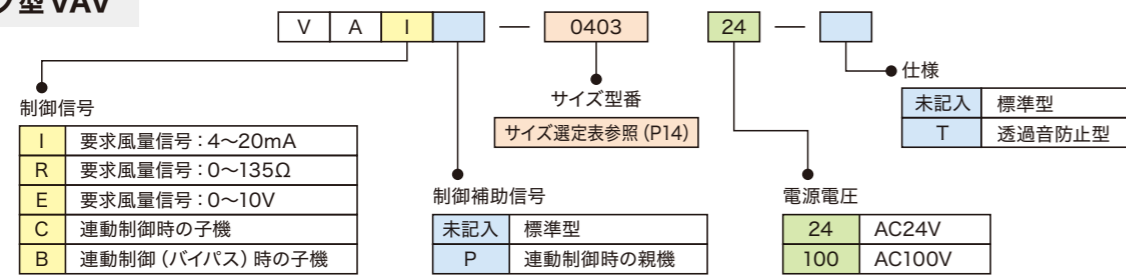 プ型 VAV
V A I — 0403 24 —
制御信号
I 要求風量信号：4～20mA
R 要求風量信号：0～135Ω
E 要求風量信号：0～10V
C 連動制御時の子機
B 連動制御（バイパス）時の子機
サイズ型番
サイズ選定表参照（P14）
制御補助信号
未記入 標準型
P 連動制御時の親機
電源電圧
24 AC24V
100 AC100V
仕様
未記入 標準型
T 透過音防止型